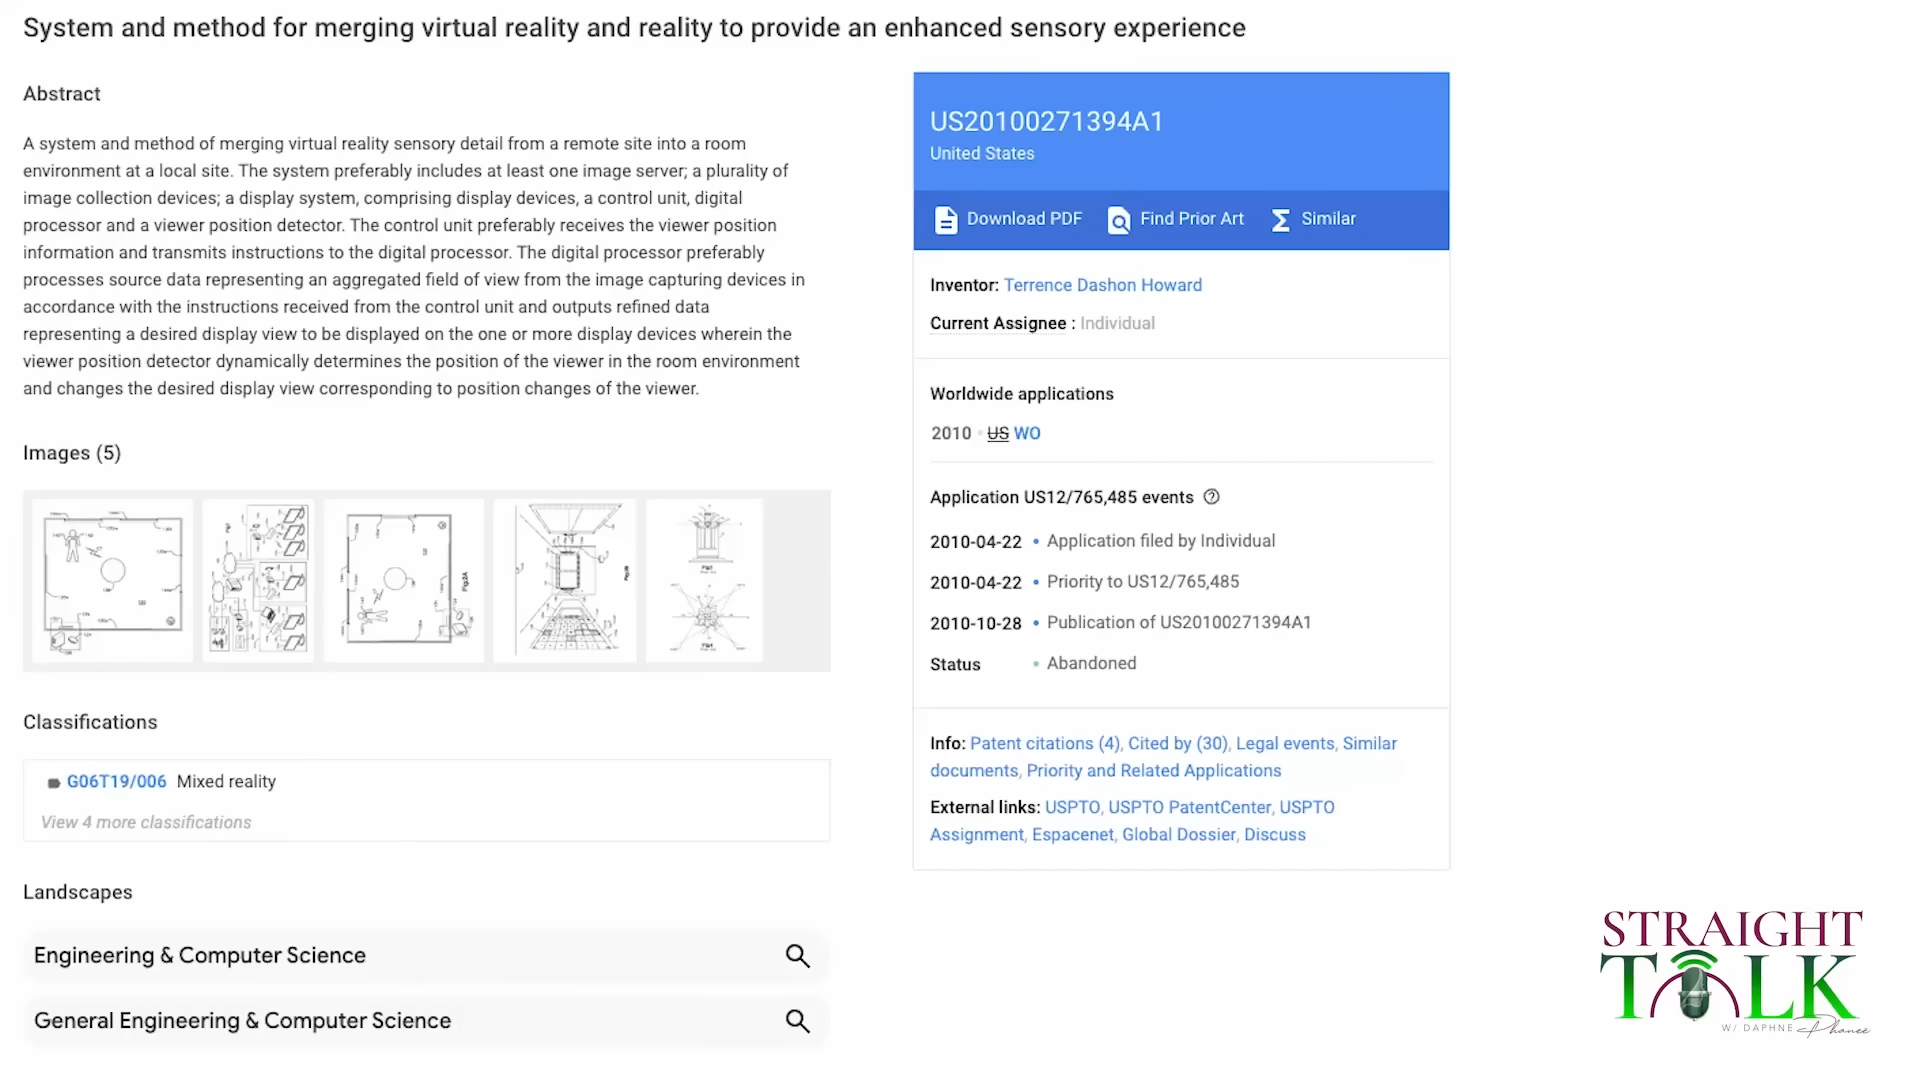 System and method for merging virtual reality and reality to provide an enhanced sensory experience
Abstract
A system and method of merging virtual reality sensory detail from a remote site into a room
environment at a local site. The system preferably includes at least one image server; a plurality of
image collection devices; a display system, comprising display devices, a control unit, digital
processor and a viewer position detector. The control unit preferably receives the viewer position
information and transmits instructions to the digital processor. The digital processor preferably
processes source data representing an aggregated field of view from the image capturing devices in
accordance with the instructions received from the control unit and outputs refined data
representing a desired display view to be displayed on the one or more display devices wherein the
viewer position detector dynamically determines the position of the viewer in the room environment
and changes the desired display view corresponding to position changes of the viewer.
Images (5)
Classifications
G06T19/006 Mixed reality
View 4 more classifications
Landscapes
Engineering & Computer Science
General Engineering & Computer Science
US20100271394A1
United States
Download PDF Find Prior Art Similar
Inventor: Terrence Dashon Howard
Current Assignee : Individual
Worldwide applications
2010 US WO
Application US12/765,485 events
2010-04-22 • Application filed by Individual
2010-04-22 • Priority to US12/765,485
2010-10-28 • Publication of US20100271394A1
Status • Abandoned
Info: Patent citations (4), Cited by (30), Legal events, Similar
documents, Priority and Related Applications
External links: USPTO, USPTO PatentCenter, USPTO
Assignment, Espacenet, Global Dossier, Discuss
STRAIGHT
TALK
W/ DAPHNE Phanee